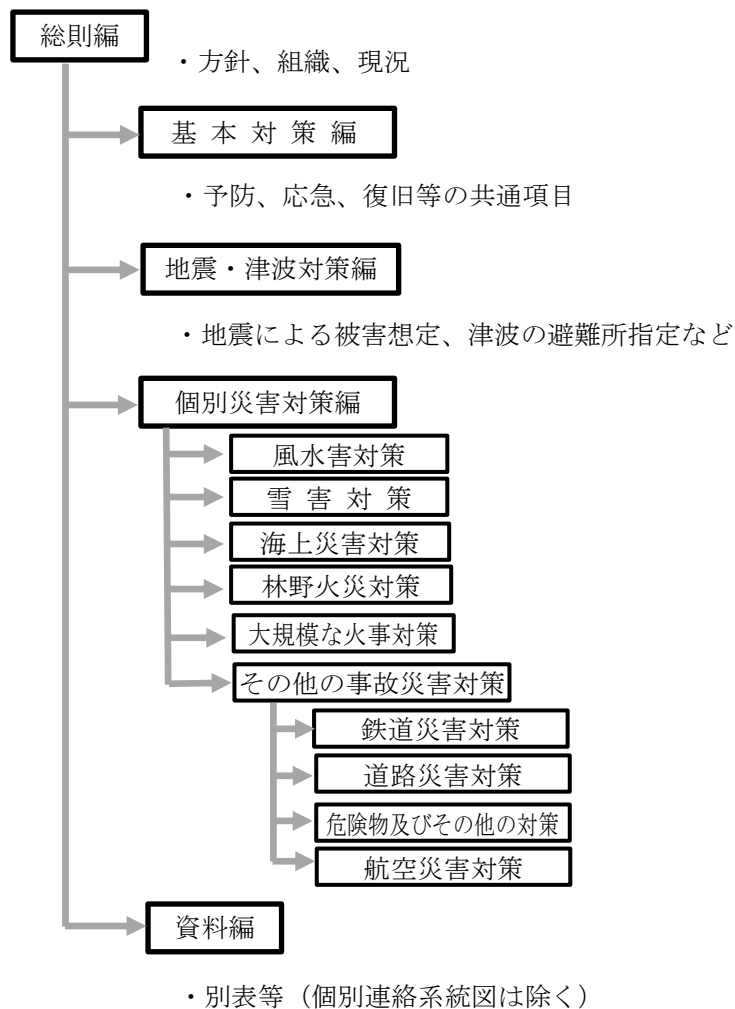 総則編
・方針、組織、現況
基 本 対 策 編
・予防、応急、復旧等の共通項目
地震・津波対策編
・地震による被害想定、津波の避難所指定など
個別災害対策編
風水害対策
雪 害 対 策
海上災害対策
林野火災対策
大規模な火事対策
その他の事故災害対策
鉄道災害対策
道路災害対策
危険物及びその他の対策
航空災害対策
資料編
・別表等（個別連絡系統図は除く）